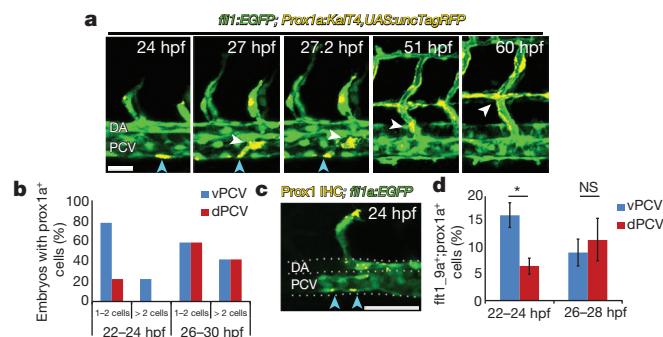 a
fli1:EGFP; Prox1a:KalT4,UAS:uncTagRFP
24 hpf
27 hpf
27.2 hpf
51 hpf
60 hpf
DA
PCV
b
Embryos with prox1a+
cells (%)
100
80
60
40
20
0
vPCV
dPCV
1–2 cells
> 2 cells
1–2 cells
> 2 cells
22–24 hpf
26–30 hpf
c
Prox1 IHC; fli1a:EGFP
24 hpf
DA
PCV
d
flt1_9a+;prox1a+
cells (%)
20
15
10
5
0
*
NS
vPCV
dPCV
22–24 hpf
26–28 hpf